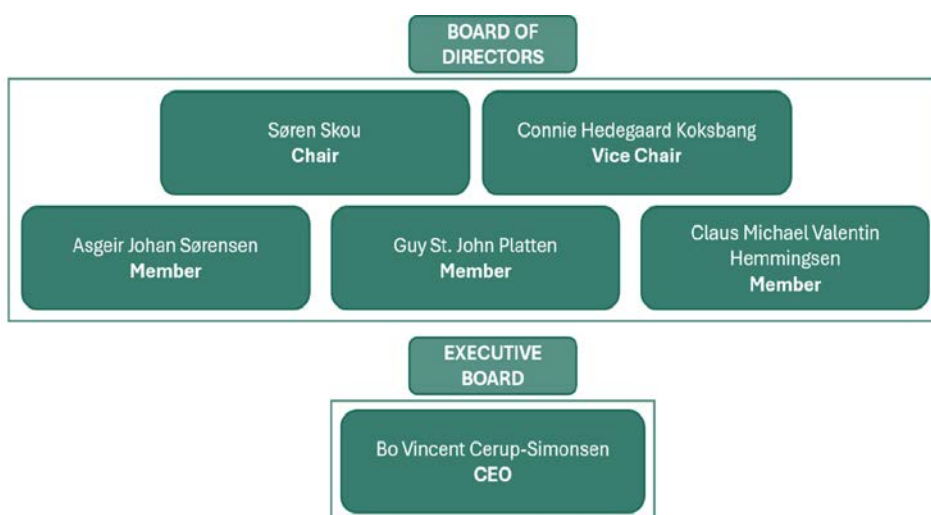 BOARD OF
DIRECTORS
Søren Skou
Chair
Connie Hedegaard Koksbang
Vice Chair
Asgeir Johan Sørensen
Member
Guy St. John Platten
Member
Claus Michael Valentin
Hemmingsen
Member
EXECUTIVE
BOARD
Bo Vincent Cerup-Simonsen
CEO